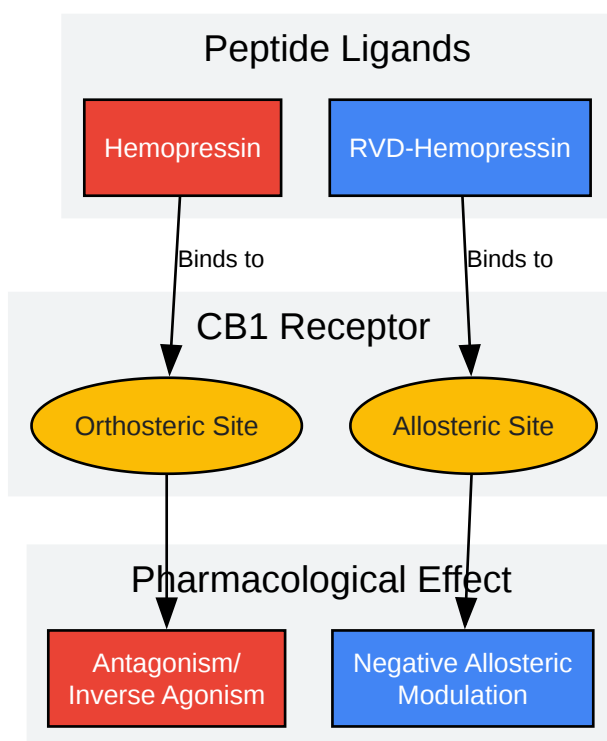 Peptide Ligands
Hemopressin
RVD-Hemopressin
Binds to
Binds to
CB1 Receptor
Orthosteric Site
Allosteric Site
Pharmacological Effect
Antagonism/
Inverse Agonism
Negative Allosteric
Modulation